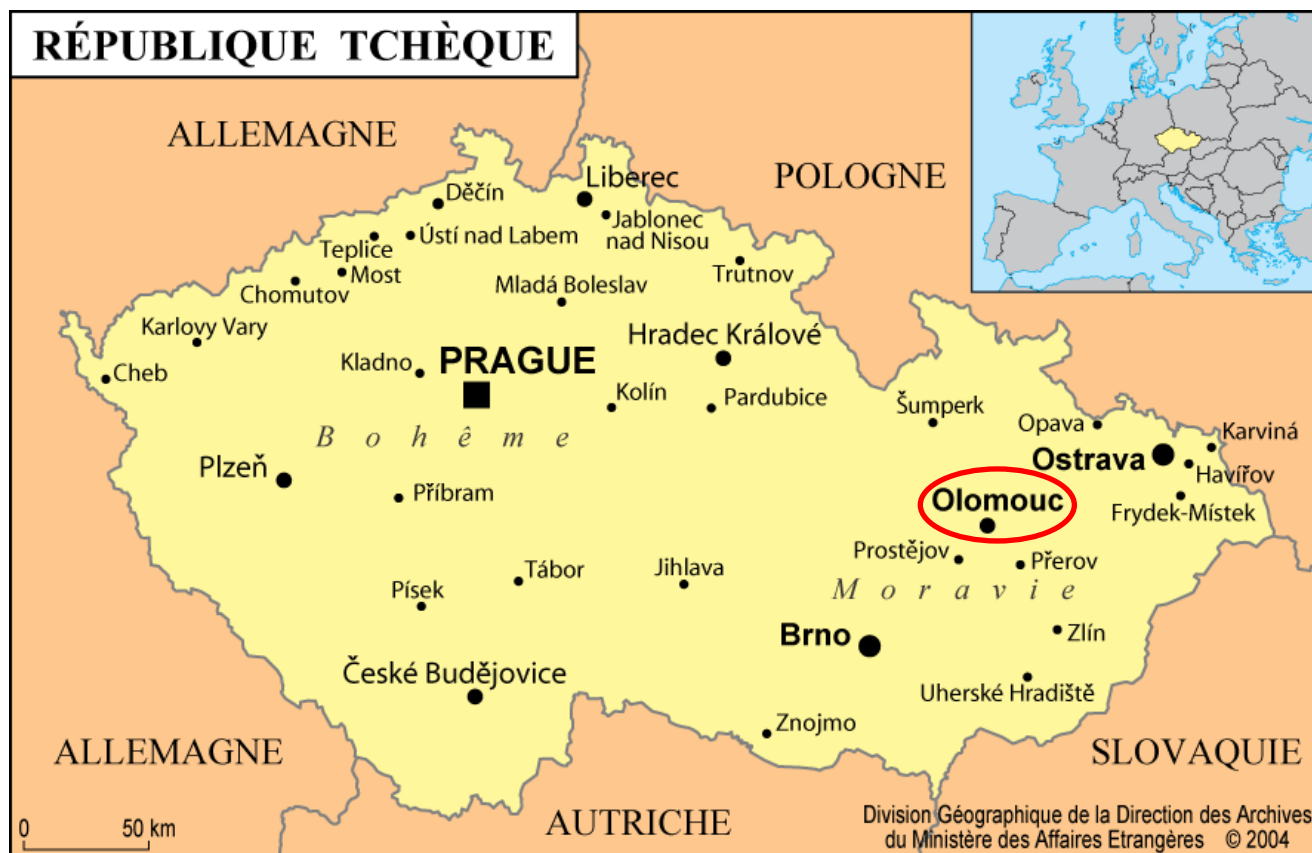 RÉPUBLIQUE TCHÈQUE
ALLEMAGNE
POLOGNE
Děčín
Liberec
Jablonec
nad Nisou
Ústí nad Labem
Teplice
Most
Chomutov
Trutnov
Mladá Boleslav
Karlovy Vary
Hradec Králové
Cheb
Kladno
PRAGUE
Kolín
Pardubice
Šumperk
Opava
Karviná
Bohême
Ostrava
Havířov
Plzeň
Příbram
Olomouc
Frydek-Místek
Prostějov
Přerov
Tábor
Jihlava
Písek
Moravie
Brno
Zlín
České Budějovice
Uherské Hradiště
Znojmo
ALLEMAGNE
SLOVAQUIE
AUTRICHE
0 50 km
Division Géographique de la Direction des Archives
du Ministère des Affaires Etrangères © 2004